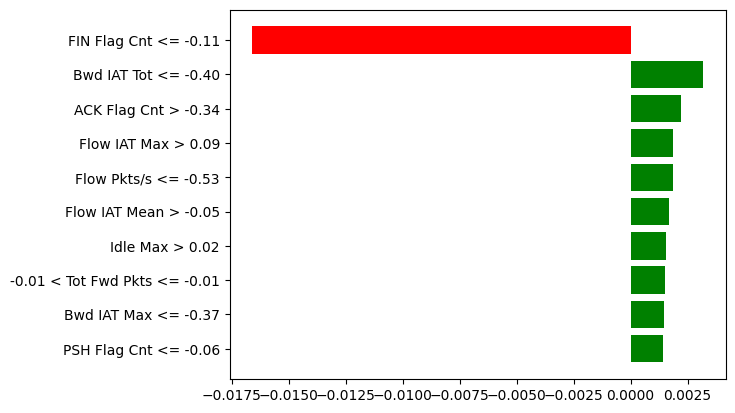 FIN Flag Cnt <= -0.11
Bwd IAT Tot <= -0.40
ACK Flag Cnt > -0.34
Flow IAT Max > 0.09
Flow Pkts/s <= -0.53
Flow IAT Mean > -0.05
Idle Max > 0.02
-0.01 < Tot Fwd Pkts <= -0.01
Bwd IAT Max <= -0.37
PSH Flag Cnt <= -0.06
−0.0175 −0.0150 −0.0125 −0.0100 −0.0075 −0.0050 −0.0025 0.0000 0.0025